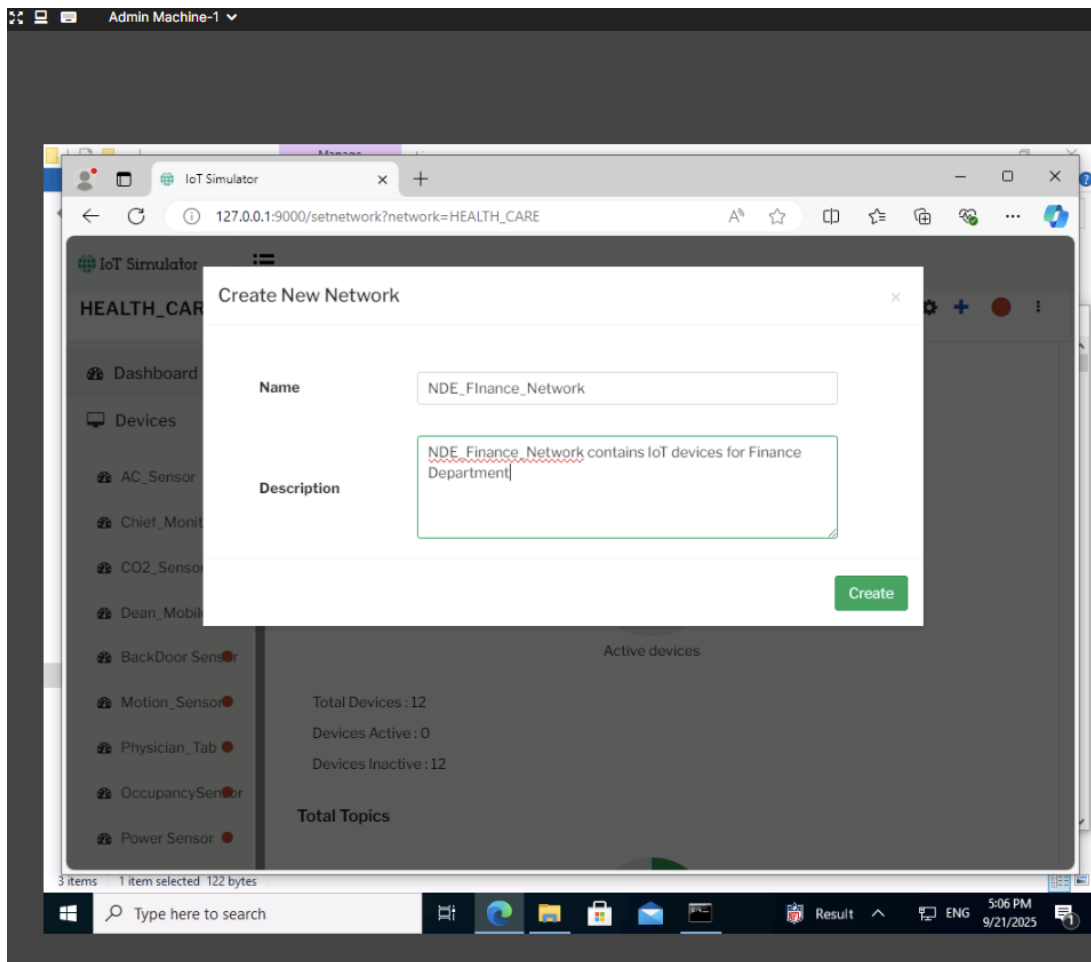 Admin Machine-1
Manage
IoT Simulator
127.0.0.1:9000/setnetwork?network=HEALTH_CARE
IoT Simulator
HEALTH_CAR
Create New Network
Dashboard
Name
NDE_FInance_Network
Devices
NDE_Finance_Network contains IoT devices for Finance
Department
Description
AC_Sensor
Chief_Monit
CO2_Senso
Dean_Mobil
Create
BackDoor Sensor
Active devices
Motion_Sensor
Total Devices : 12
Devices Active : 0
Physician_Tab
Devices Inactive : 12
OccupancySensor
Total Topics
Power Sensor
3 items 1 item selected 122 bytes
Type here to search
Result
ENG
5:06 PM
9/21/2025
1